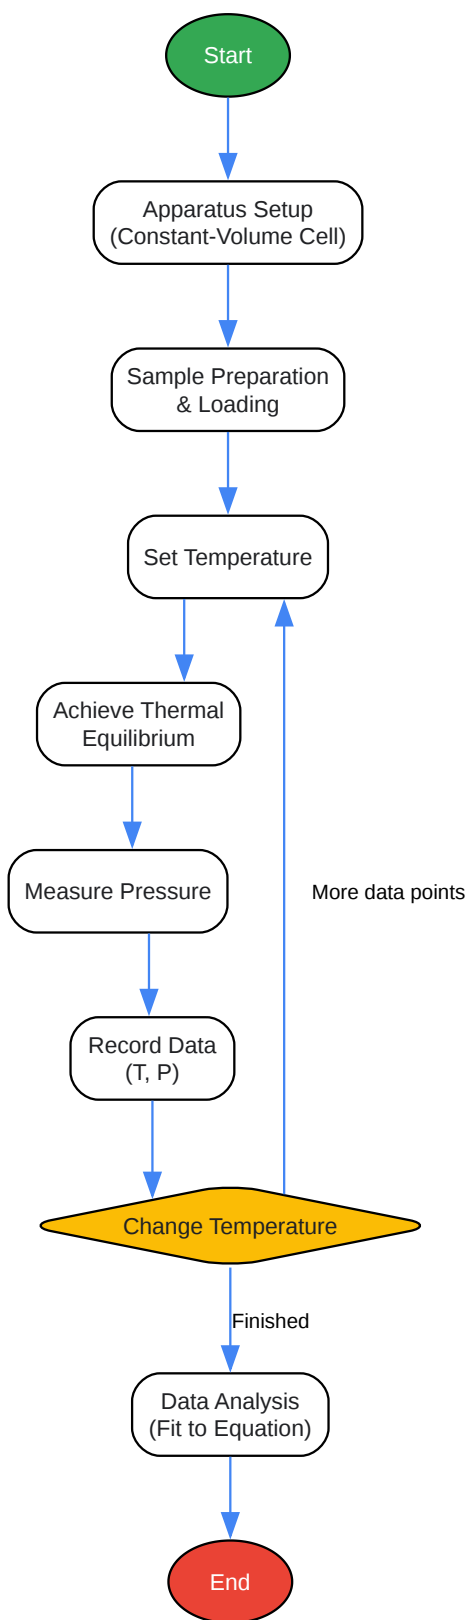 Start
Apparatus Setup
(Constant-Volume Cell)
Sample Preparation
& Loading
Set Temperature
Achieve Thermal
Equilibrium
Measure Pressure
More data points
Record Data
(T, P)
Change Temperature
Finished
Data Analysis
(Fit to Equation)
End